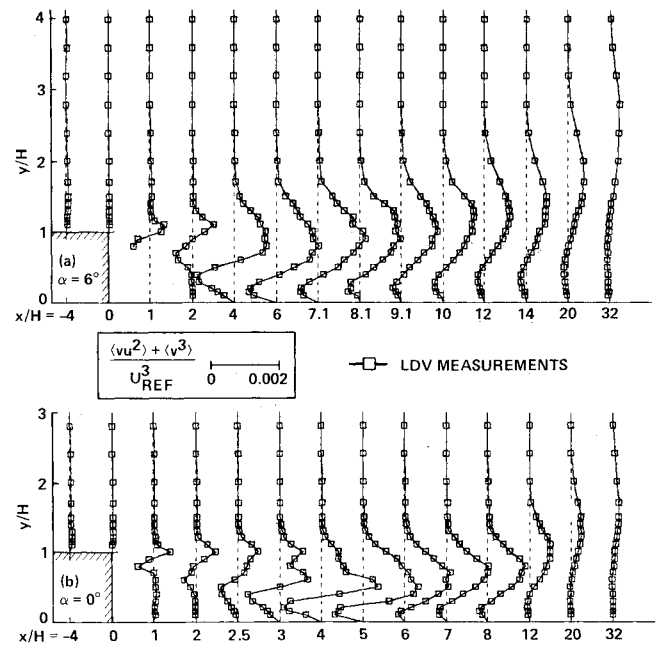 4
3
y/H
2
1
(a)
α = 6°
0
x/H = −4 0 1 2 4 6 7.1 8.1 9.1 10 12 14 20 32
⟨vu²⟩ + ⟨v³⟩
U³REF
0 0.002
LDV MEASUREMENTS
3
2
y/H
1
(b)
α = 0°
0
x/H = −4 0 1 2 2.5 3 4 5 6 7 8 12 20 32